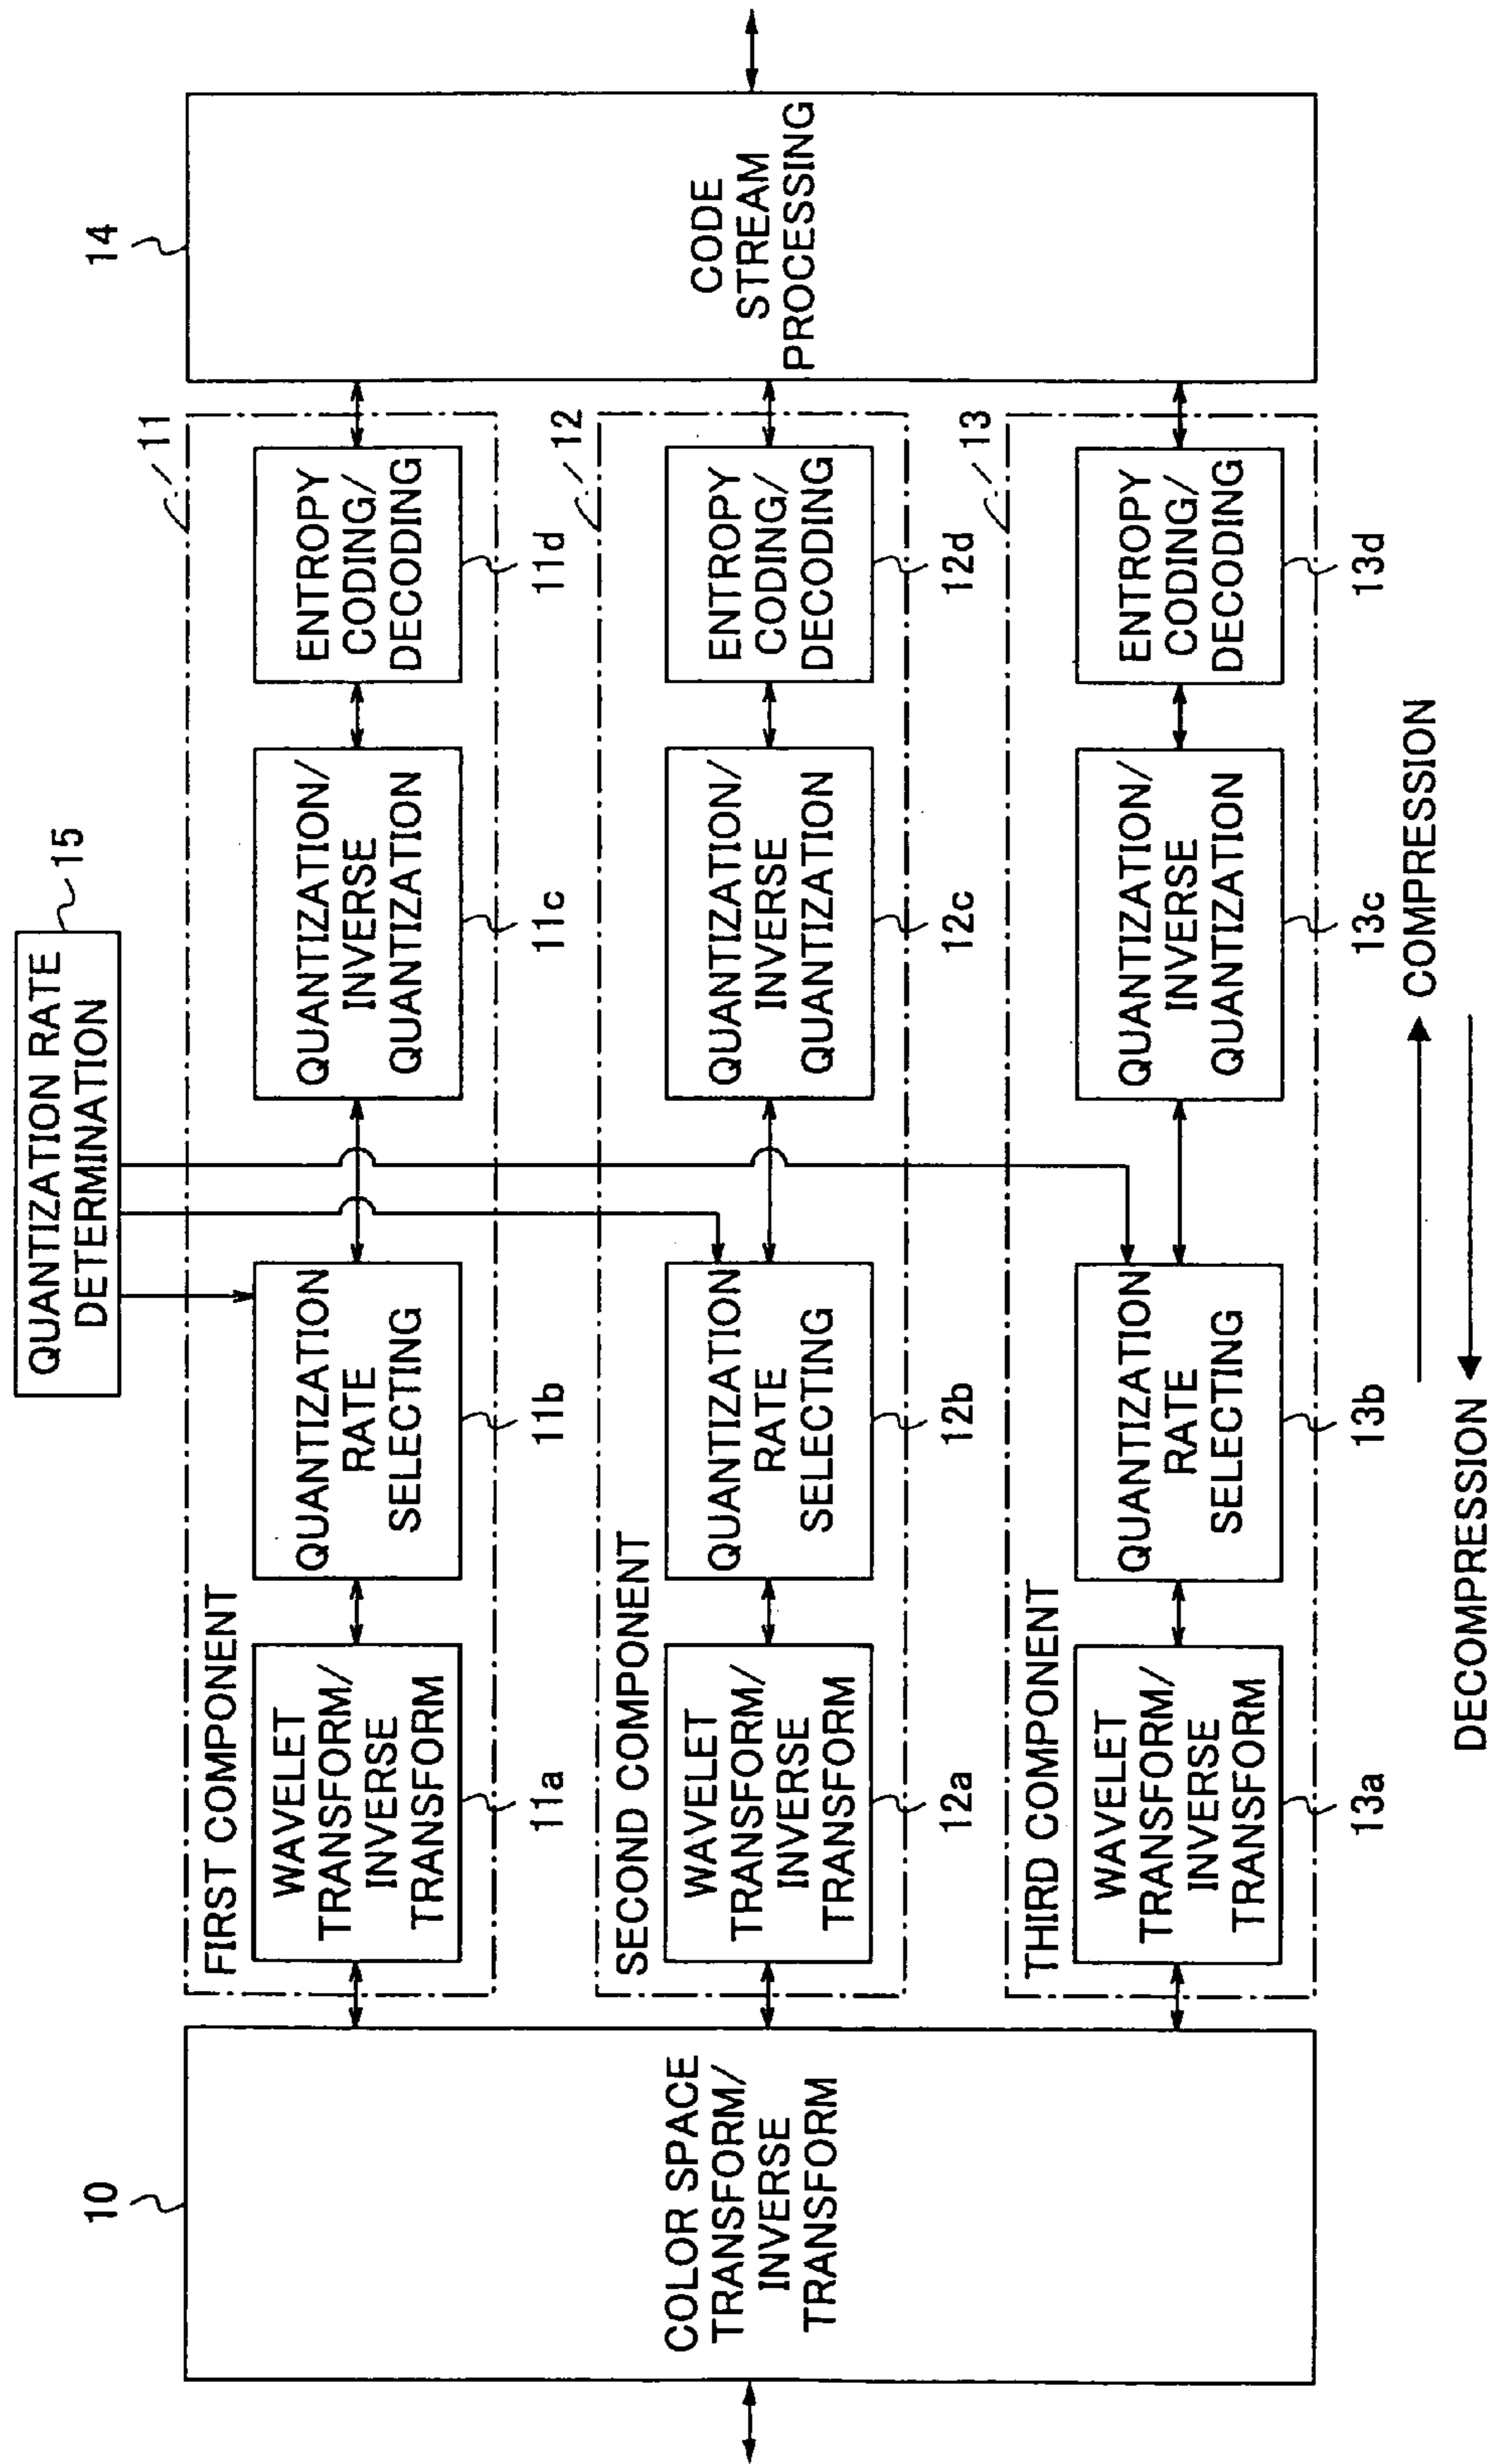 QUANTIZATION RATE
DETERMINATION
15
10
COLOR SPACE
TRANSFORM/
INVERSE
TRANSFORM
FIRST COMPONENT
11
WAVELET
TRANSFORM/
INVERSE
TRANSFORM
11a
QUANTIZATION
RATE
SELECTING
11b
QUANTIZATION/
INVERSE
QUANTIZATION
11c
ENTROPY
CODING/
DECODING
11d
SECOND COMPONENT
12
WAVELET
TRANSFORM/
INVERSE
TRANSFORM
12a
QUANTIZATION
RATE
SELECTING
12b
QUANTIZATION/
INVERSE
QUANTIZATION
12c
ENTROPY
CODING/
DECODING
12d
THIRD COMPONENT
13
WAVELET
TRANSFORM/
INVERSE
TRANSFORM
13a
QUANTIZATION
RATE
SELECTING
13b
QUANTIZATION/
INVERSE
QUANTIZATION
13c
ENTROPY
CODING/
DECODING
13d
14
CODE
STREAM
PROCESSING
COMPRESSION
DECOMPRESSION